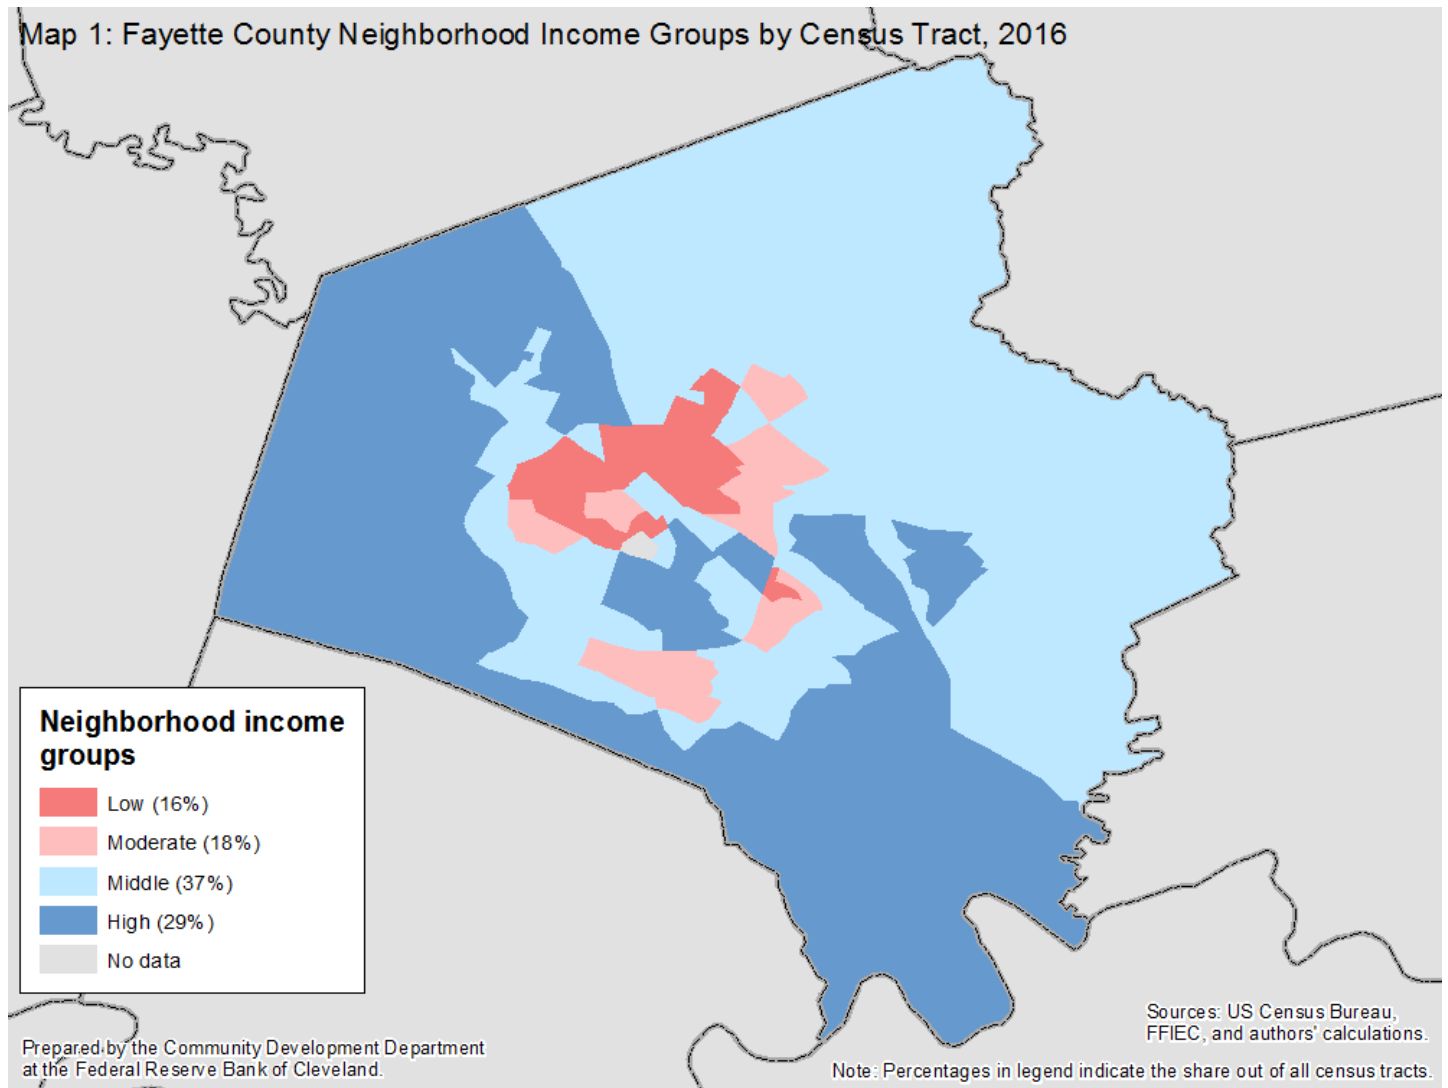 Map 1: Fayette County Neighborhood Income Groups by Census Tract, 2016
Neighborhood income
groups
Low (16%)
Moderate (18%)
Middle (37%)
High (29%)
No data
Prepared by the Community Development Department
at the Federal Reserve Bank of Cleveland.
Sources: US Census Bureau,
FFIEC, and authors' calculations.
Note: Percentages in legend indicate the share out of all census tracts.